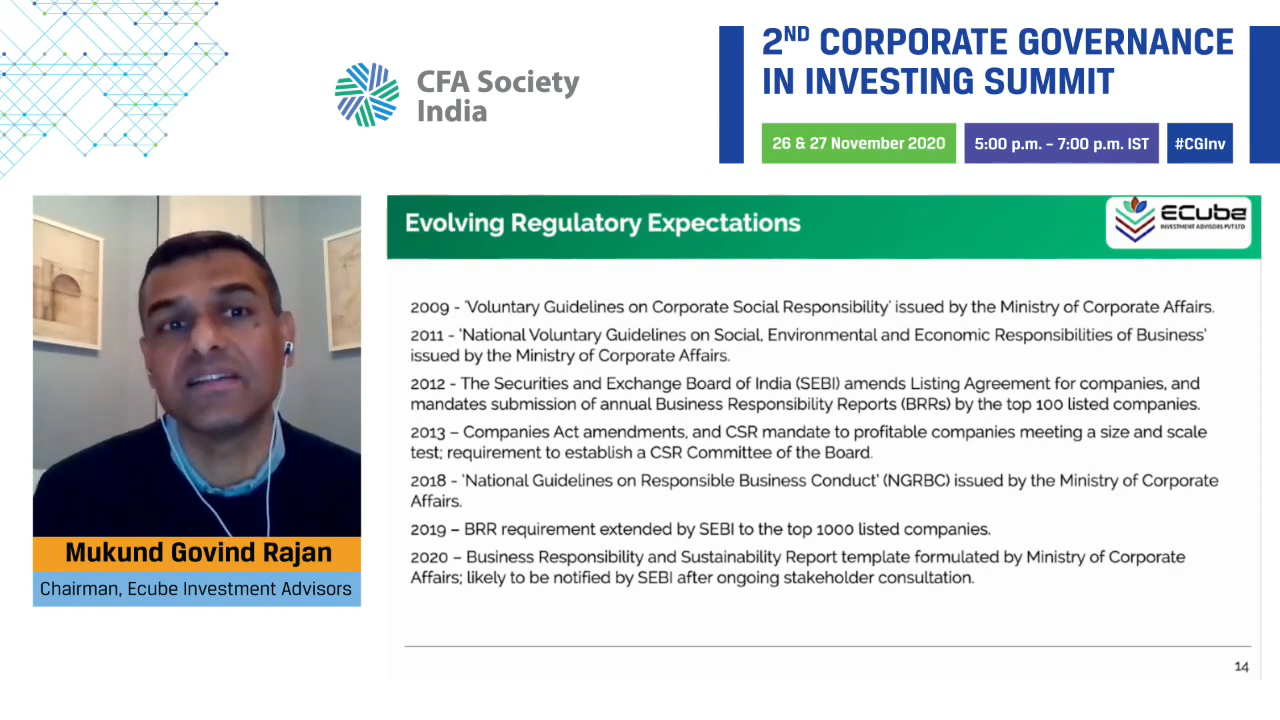 CFA Society
India
2ND CORPORATE GOVERNANCE
IN INVESTING SUMMIT
26 & 27 November 2020
5:00 p.m. – 7:00 p.m. IST
#CGInv
Evolving Regulatory Expectations
ECube
INVESTMENT ADVISORS PVT LTD
2009 - 'Voluntary Guidelines on Corporate Social Responsibility' issued by the Ministry of Corporate Affairs.
2011 - 'National Voluntary Guidelines on Social, Environmental and Economic Responsibilities of Business'
issued by the Ministry of Corporate Affairs.
2012 - The Securities and Exchange Board of India (SEBI) amends Listing Agreement for companies, and
mandates submission of annual Business Responsibility Reports (BRRs) by the top 100 listed companies.
2013 – Companies Act amendments, and CSR mandate to profitable companies meeting a size and scale
test; requirement to establish a CSR Committee of the Board.
2018 - 'National Guidelines on Responsible Business Conduct' (NGRBC) issued by the Ministry of Corporate
Affairs.
2019 – BRR requirement extended by SEBI to the top 1000 listed companies.
2020 – Business Responsibility and Sustainability Report template formulated by Ministry of Corporate
Affairs; likely to be notified by SEBI after ongoing stakeholder consultation.
14
Mukund Govind Rajan
Chairman, Ecube Investment Advisors